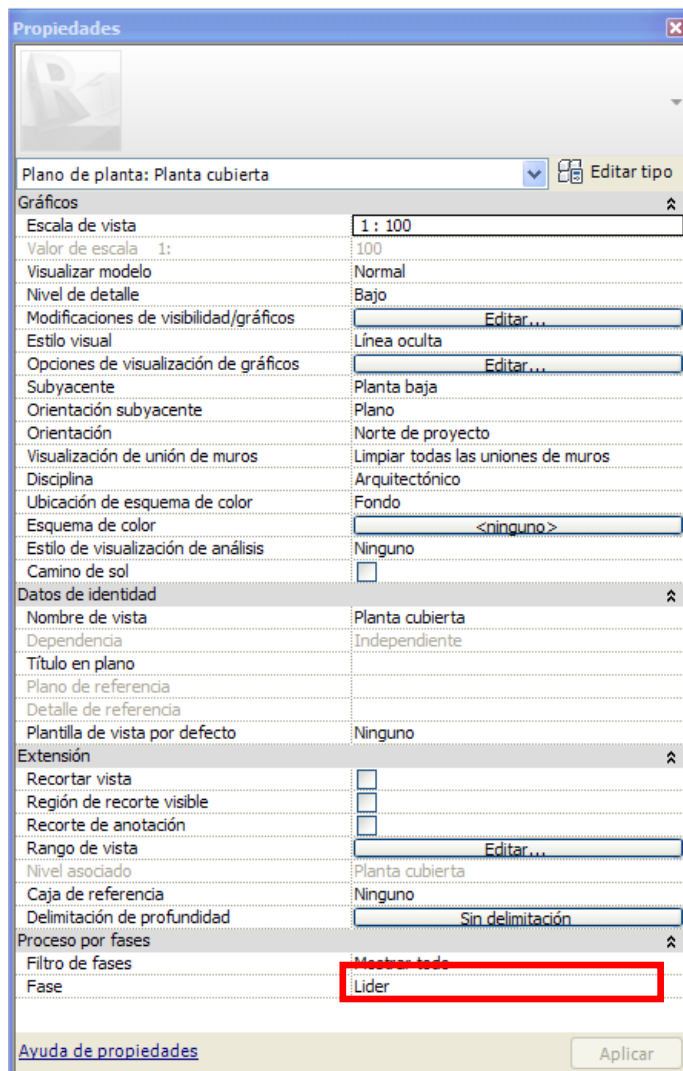 Propiedades
Plano de planta: Planta cubierta Editar tipo
Gráficos
Escala de vista 1 : 100
Valor de escala 1: 100
Visualizar modelo Normal
Nivel de detalle Bajo
Modificaciones de visibilidad/gráficos Editar...
Estilo visual Línea oculta
Opciones de visualización de gráficos Editar...
Subyacente Planta baja
Orientación subyacente Plano
Orientación Norte de proyecto
Visualización de unión de muros Limpiar todas las uniones de muros
Disciplina Arquitectónico
Ubicación de esquema de color Fondo
Esquema de color <ninguno>
Estilo de visualización de análisis Ninguno
Camino de sol
Datos de identidad
Nombre de vista Planta cubierta
Dependencia Independiente
Título en plano
Plano de referencia
Detalle de referencia
Plantilla de vista por defecto Ninguno
Extensión
Recortar vista
Región de recorte visible
Recorte de anotación
Rango de vista Editar...
Nivel asociado Planta cubierta
Caja de referencia Ninguno
Delimitación de profundidad Sin delimitación
Proceso por fases
Filtro de fases Mostrar todo
Fase Lider
Ayuda de propiedades Aplicar